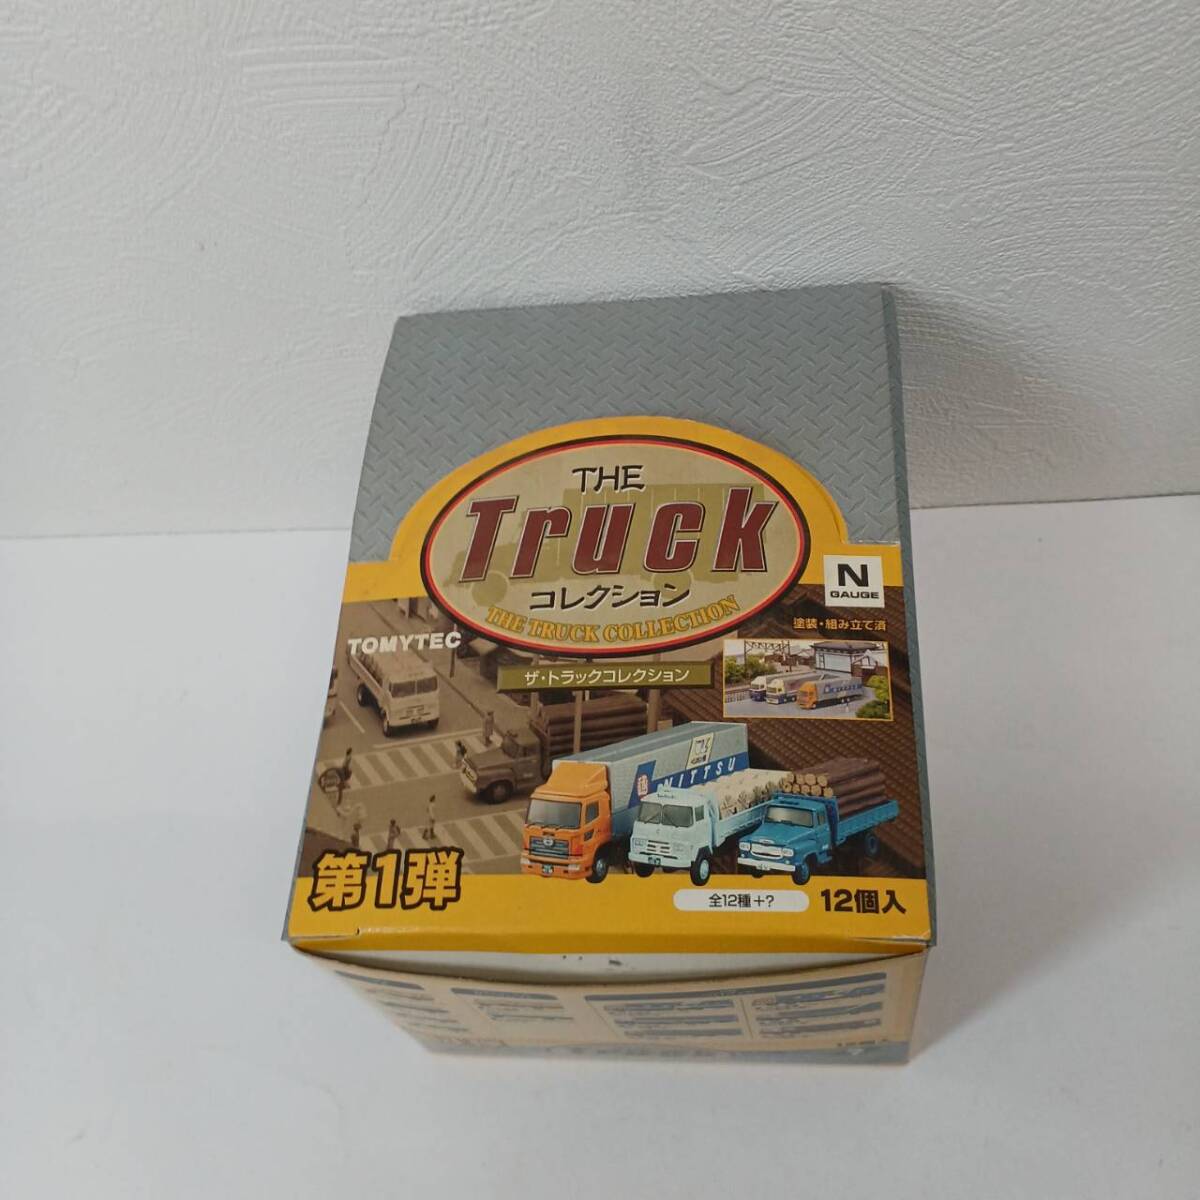 THE
Truck
コレクション
THE TRUCK COLLECTION
N
GAUGE
塗装・組み立て済
TOMYTEC
ザ・トラックコレクション
NITTSU
第1弾
全12種+?
12個入